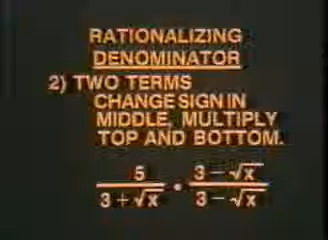 RATIONALIZING
DENOMINATOR
2) TWO TERMS
CHANGE SIGN IN
MIDDLE, MULTIPLY
TOP AND BOTTOM.
5/(3 + √x) • (3 − √x)/(3 − √x)